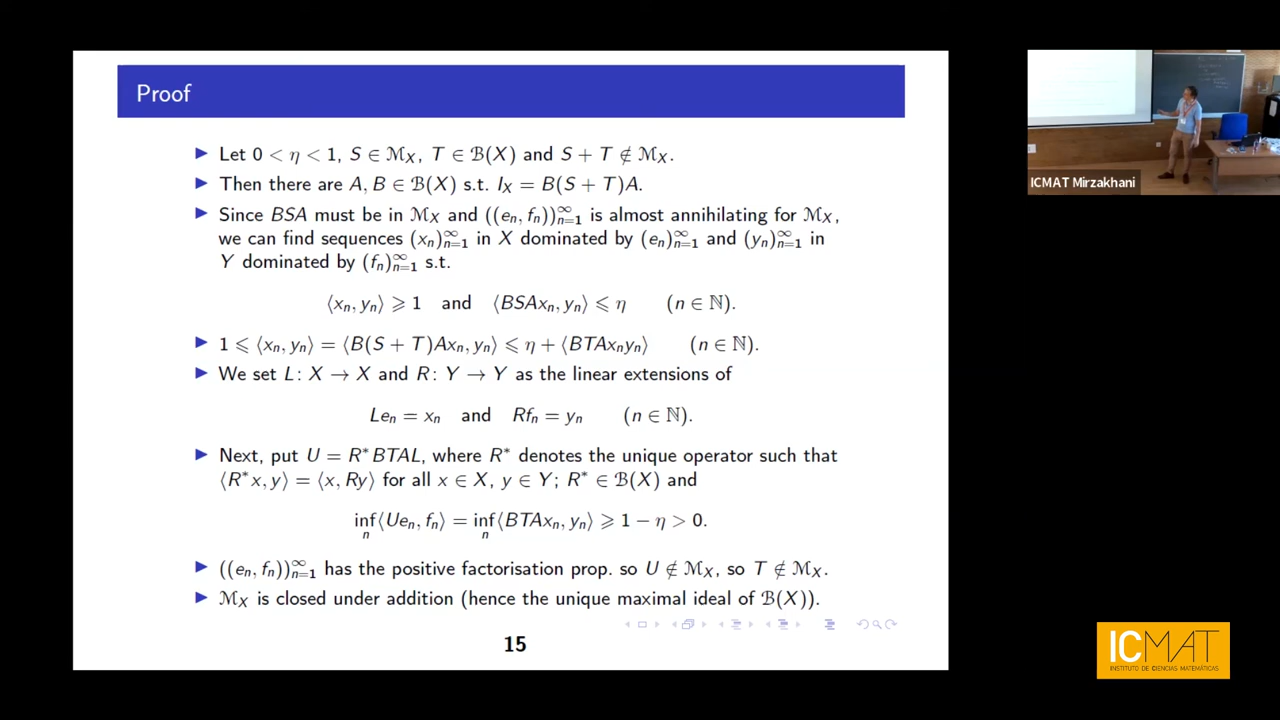 Proof
▶ Let 0 < η < 1, S ∈ ℳ_X, T ∈ ℬ(X) and S + T ∉ ℳ_X.
▶ Then there are A, B ∈ ℬ(X) s.t. I_X = B(S + T)A.
▶ Since BSA must be in ℳ_X and ((e_n, f_n))_{n=1}^∞ is almost annihilating for ℳ_X,
we can find sequences (x_n)_{n=1}^∞ in X dominated by (e_n)_{n=1}^∞ and (y_n)_{n=1}^∞ in
Y dominated by (f_n)_{n=1}^∞ s.t.
⟨x_n, y_n⟩ ⩾ 1 and ⟨BSAx_n, y_n⟩ ⩽ η (n ∈ ℕ).
▶ 1 ⩽ ⟨x_n, y_n⟩ = ⟨B(S + T)Ax_n, y_n⟩ ⩽ η + ⟨BTAx_ny_n⟩ (n ∈ ℕ).
▶ We set L: X → X and R: Y → Y as the linear extensions of
Le_n = x_n and Rf_n = y_n (n ∈ ℕ).
▶ Next, put U = R*BTAL, where R* denotes the unique operator such that
⟨R*x, y⟩ = ⟨x, Ry⟩ for all x ∈ X, y ∈ Y; R* ∈ ℬ(X) and
inf_n⟨Ue_n, f_n⟩ = inf_n⟨BTAx_n, y_n⟩ ⩾ 1 − η > 0.
▶ ((e_n, f_n))_{n=1}^∞ has the positive factorisation prop. so U ∉ ℳ_X, so T ∉ ℳ_X.
▶ ℳ_X is closed under addition (hence the unique maximal ideal of ℬ(X)).
15
ICMAT Mirzakhani
ICMAT
INSTITUTO DE CIENCIAS MATEMÁTICAS